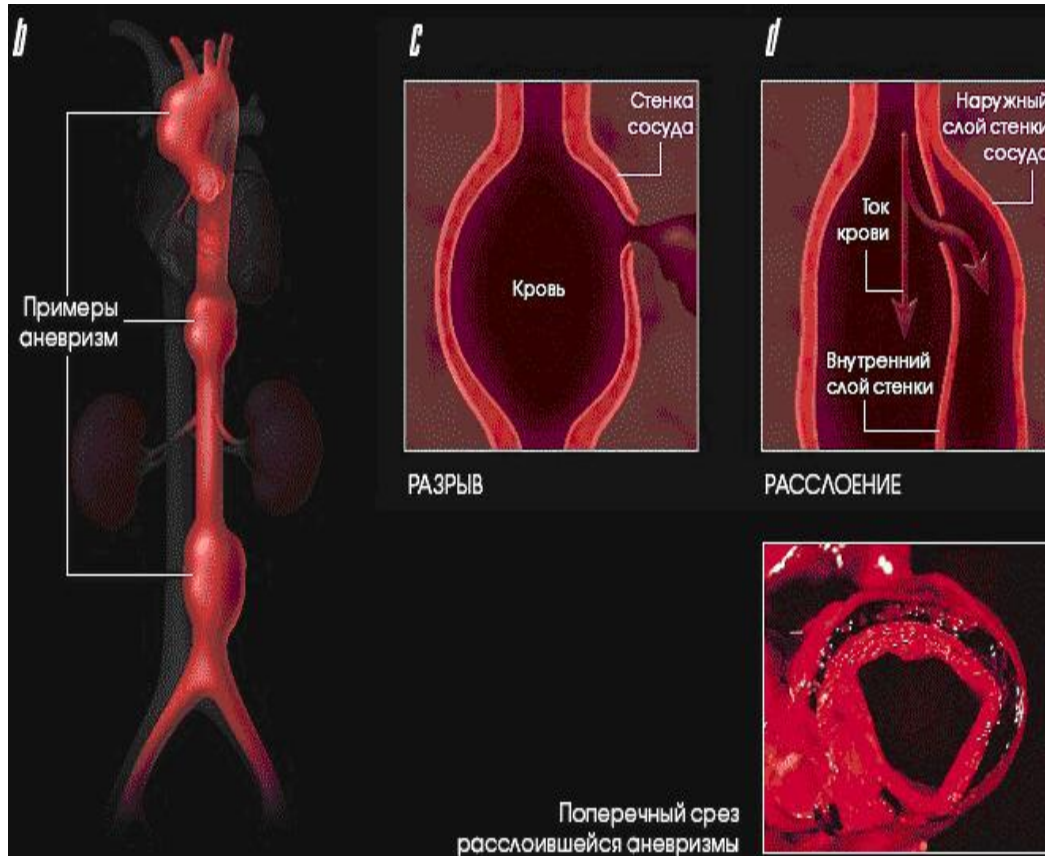 b
Примеры
аневризм
c
Стенка
сосуда
Кровь
РАЗРЫВ
d
Наружный
слой стенки
сосуда
Ток
крови
Внутренний
слой стенки
РАССЛОЕНИЕ
Поперечный срез
расслоившейся аневризмы